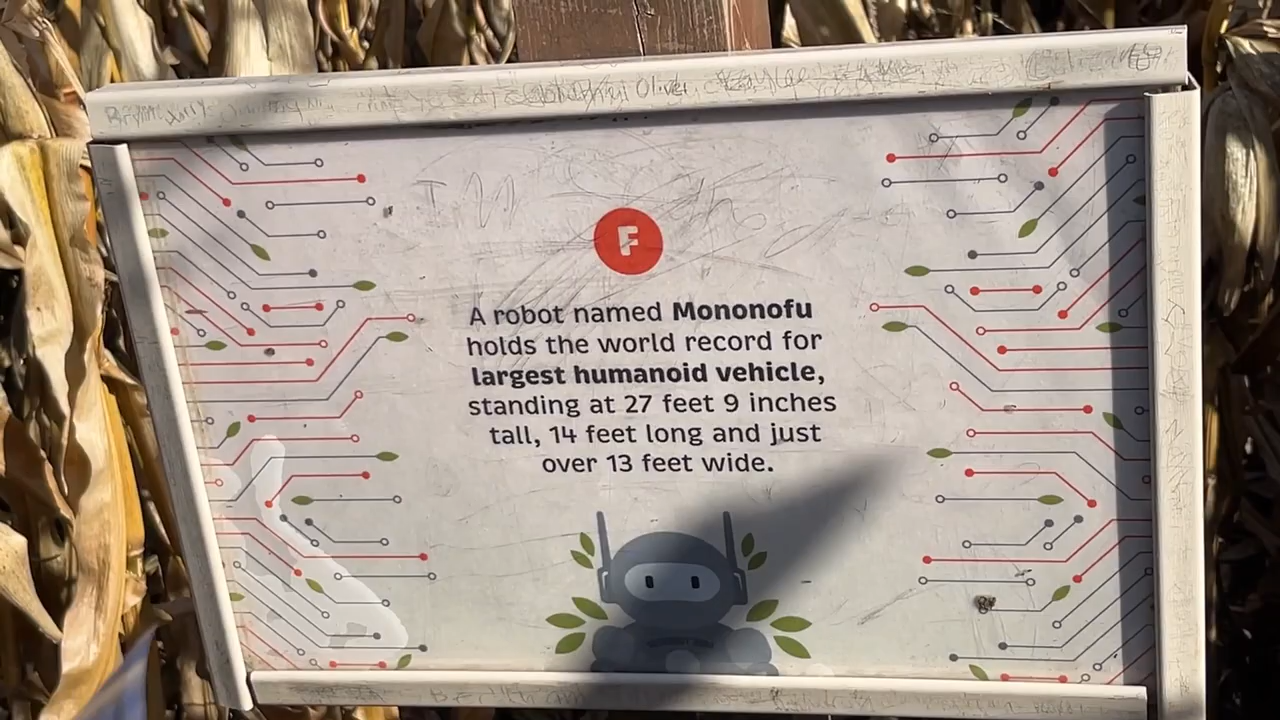 Oliver
F
A robot named Mononofu
holds the world record for
largest humanoid vehicle,
standing at 27 feet 9 inches
tall, 14 feet long and just
over 13 feet wide.